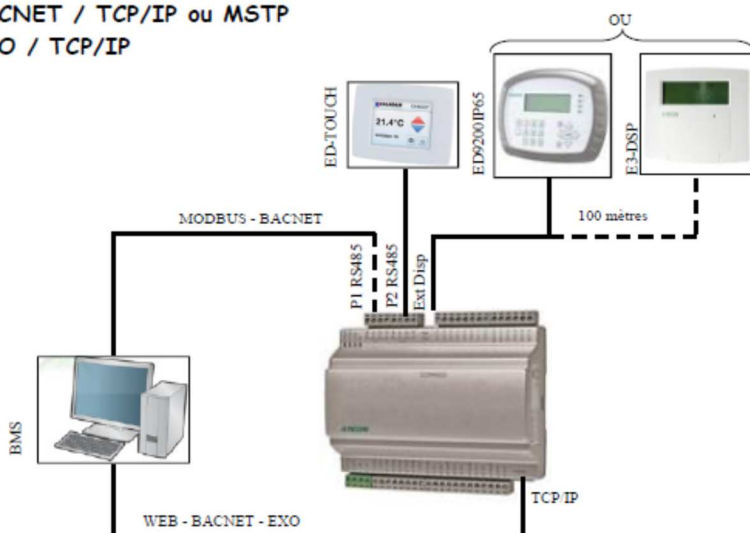 CNET / TCP/IP ou MSTP
O / TCP/IP
OU
ED-TOUCH
21.4°C
ED9200IP65
E3-DSP
MODBUS - BACNET
100 mètres
P1 RS485
P2 RS485
Ext Disp
BMS
TCP/IP
WEB - BACNET - EXO